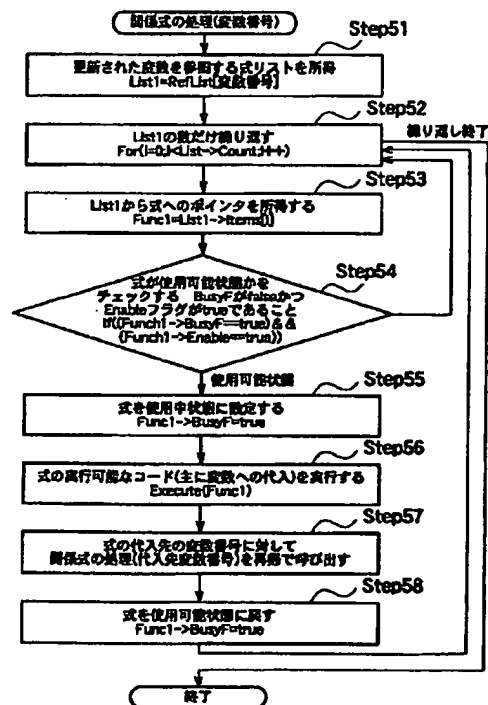 関係式の処理(変数番号)
Step51
更新された変数を参照する式リストを所得
List1=RefList[変数番号]
Step52
List1の数だけ繰り返す
For(i=0;i<List->Count;i++)
繰り返し終了
Step53
List1から式へのポインタを所得する
Func1=List1->Items[i]
Step54
式が使用可能状態かを
チェックする BusyFがfalseかつ
Enableフラグがtrueであること
If((Funch1->BusyF==true)&&
(Funch1->Enable==true))
使用可能状態
Step55
式を使用中状態に設定する
Func1->BusyF=true
Step56
式の実行可能なコード(主に変数への代入)を実行する
Execute(Func1)
Step57
式の代入先の変数番号に対して
関係式の処理(代入先変数番号)を再帰で呼び出す
Step58
式を使用可能状態に戻す
Func1->BusyF=true
終了